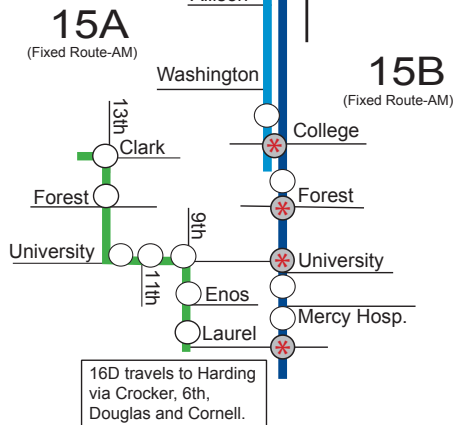 15A
(Fixed Route-AM)
15B
(Fixed Route-AM)
Washington
College
13th
Clark
Forest
Forest
9th
University
University
11th
Enos
Mercy Hosp.
Laurel
16D travels to Harding
via Crocker, 6th,
Douglas and Cornell.